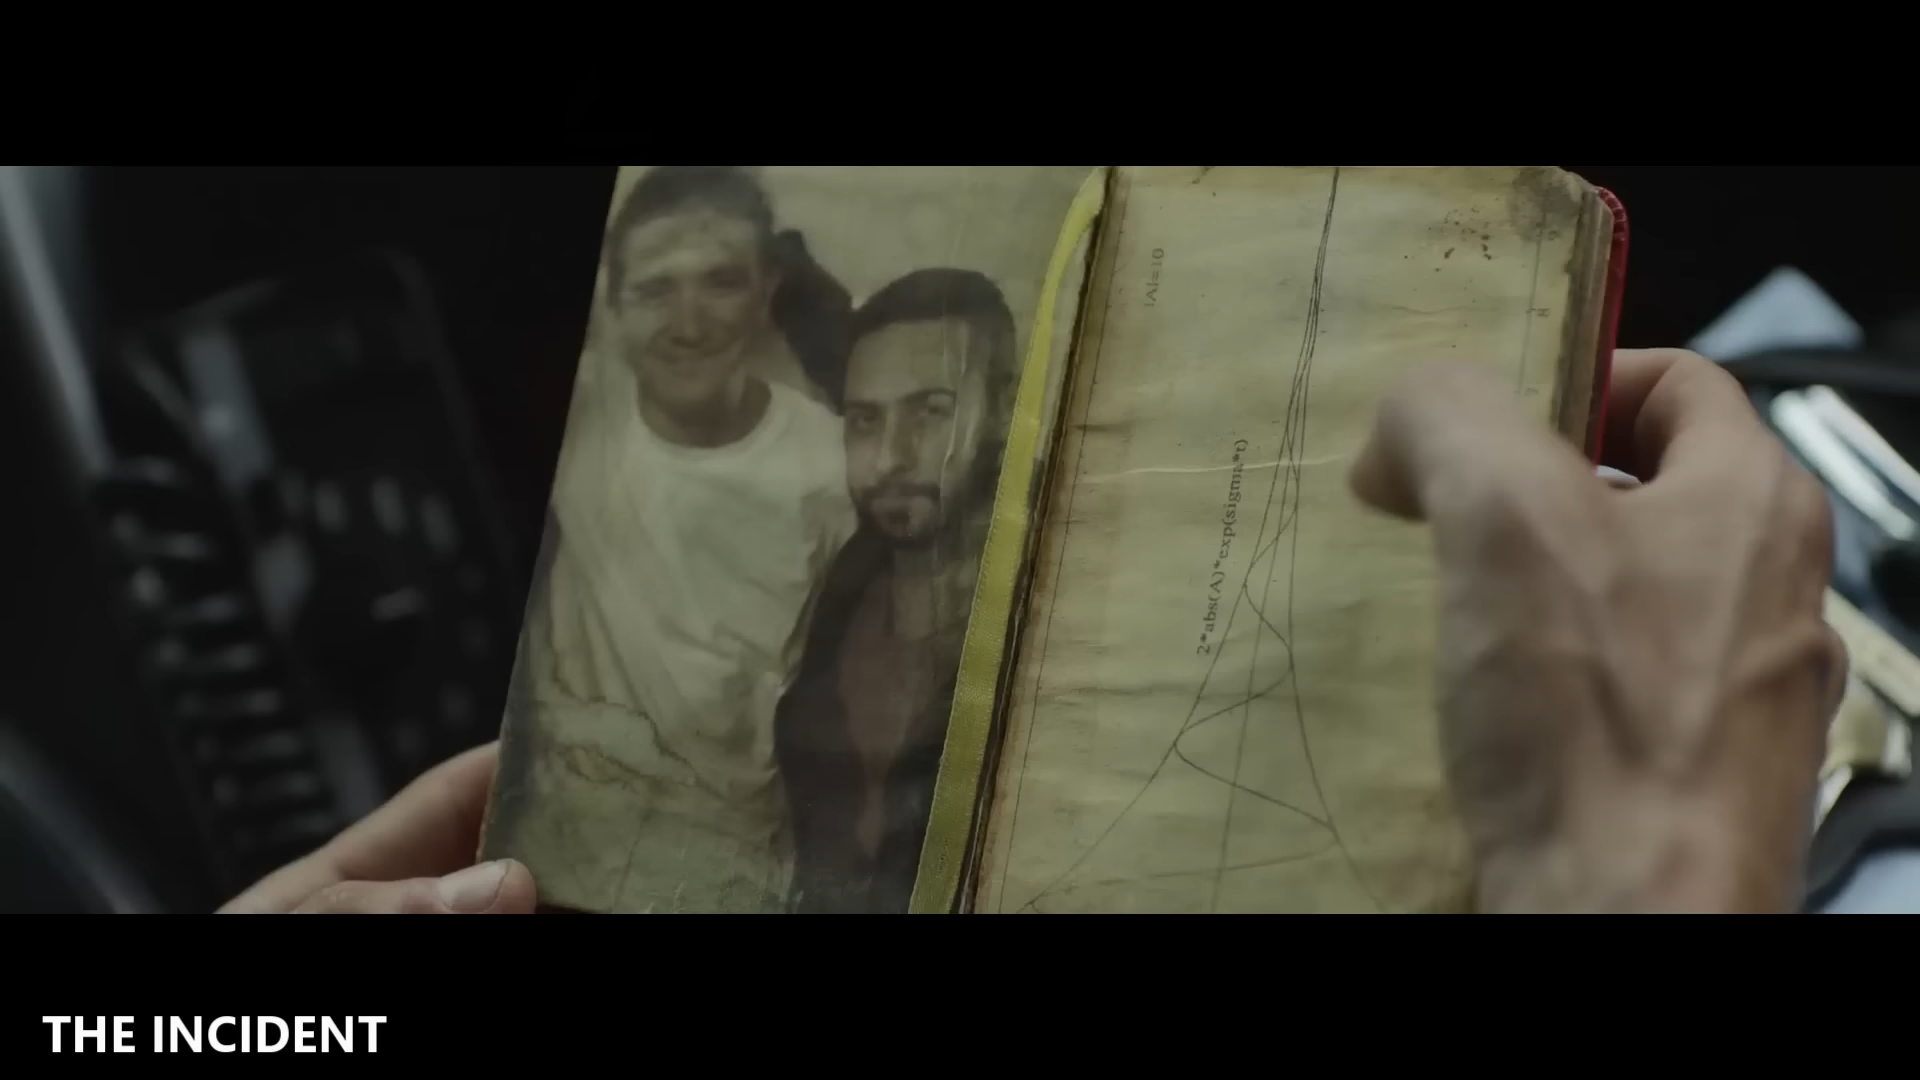 |A|=10
2*abs(A)*exp(sigma*t)
THE INCIDENT